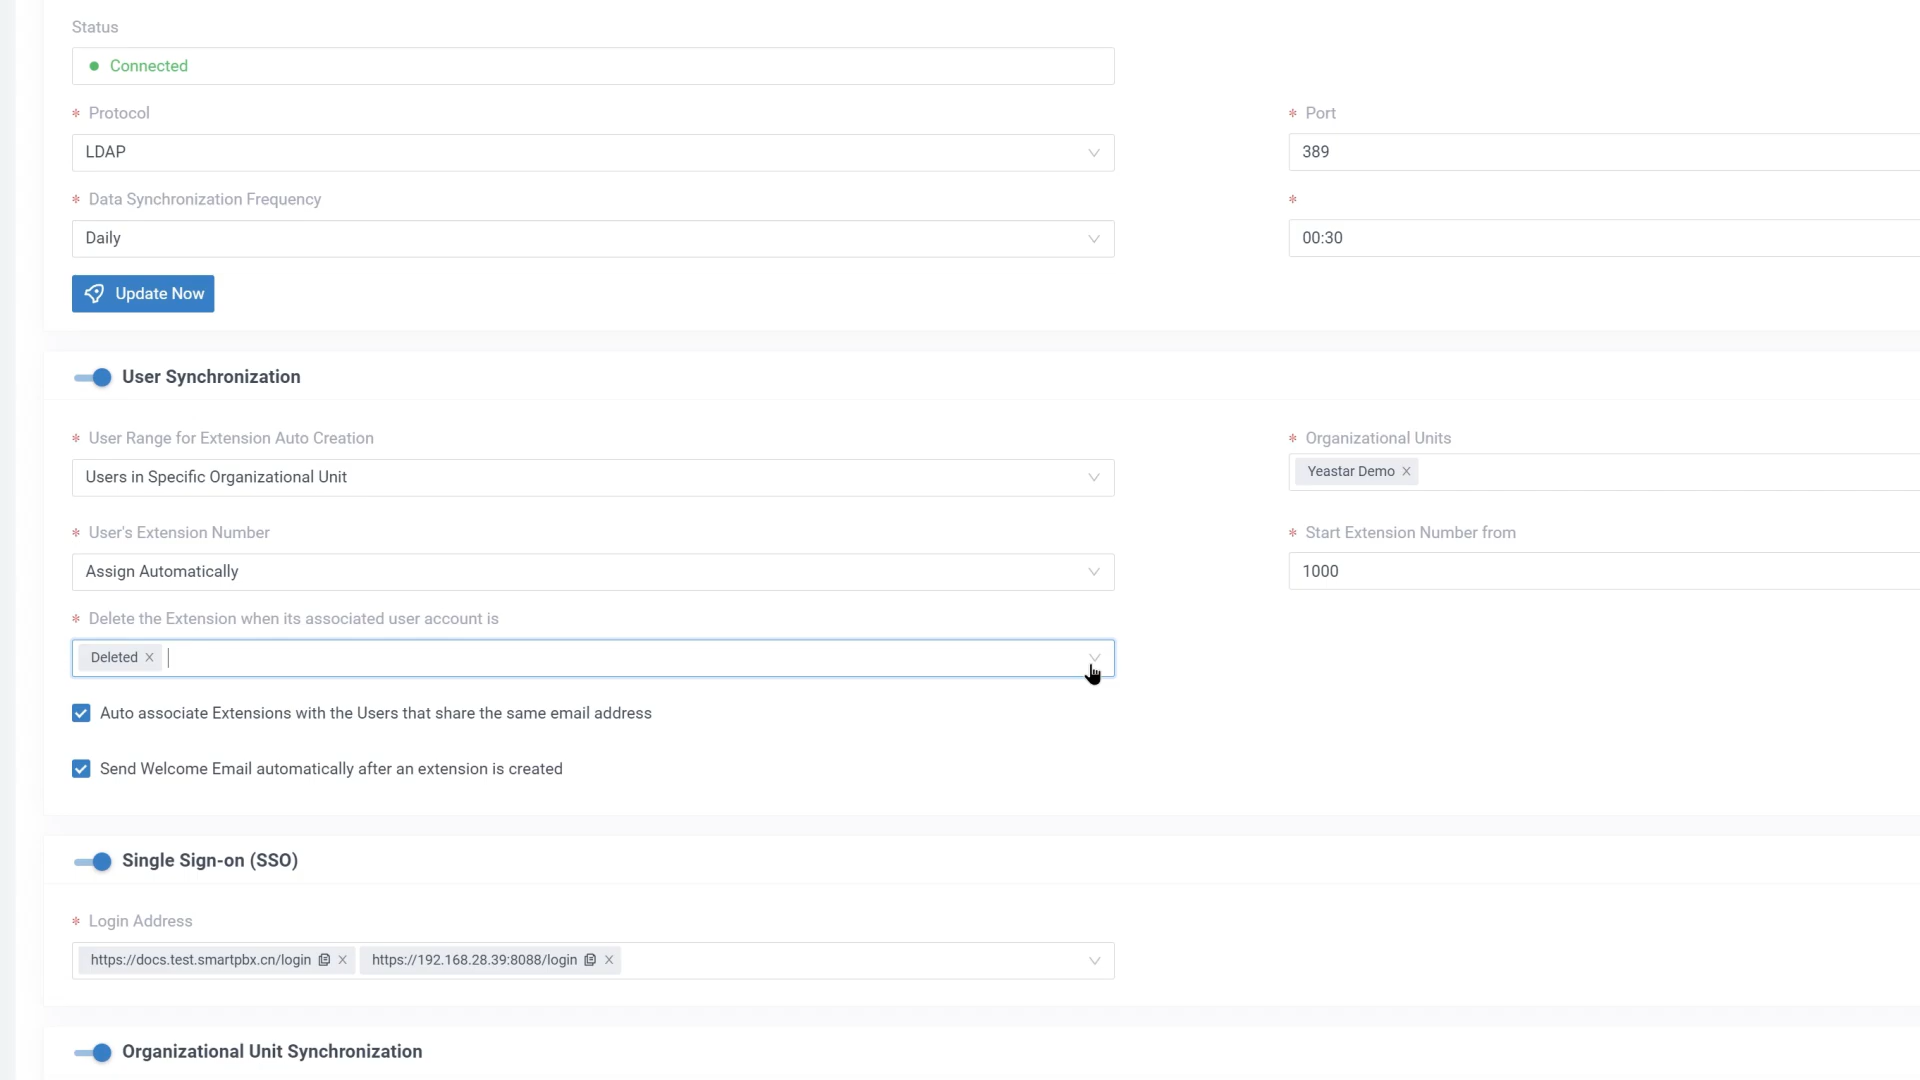 Status
Connected
* Protocol
* Port
LDAP
389
* Data Synchronization Frequency
*
Daily
00:30
Update Now
User Synchronization
* User Range for Extension Auto Creation
* Organizational Units
Users in Specific Organizational Unit
Yeastar Demo
* User's Extension Number
* Start Extension Number from
Assign Automatically
1000
* Delete the Extension when its associated user account is
Deleted
Auto associate Extensions with the Users that share the same email address
Send Welcome Email automatically after an extension is created
Single Sign-on (SSO)
* Login Address
https://docs.test.smartpbx.cn/login https://192.168.28.39:8088/login
Organizational Unit Synchronization